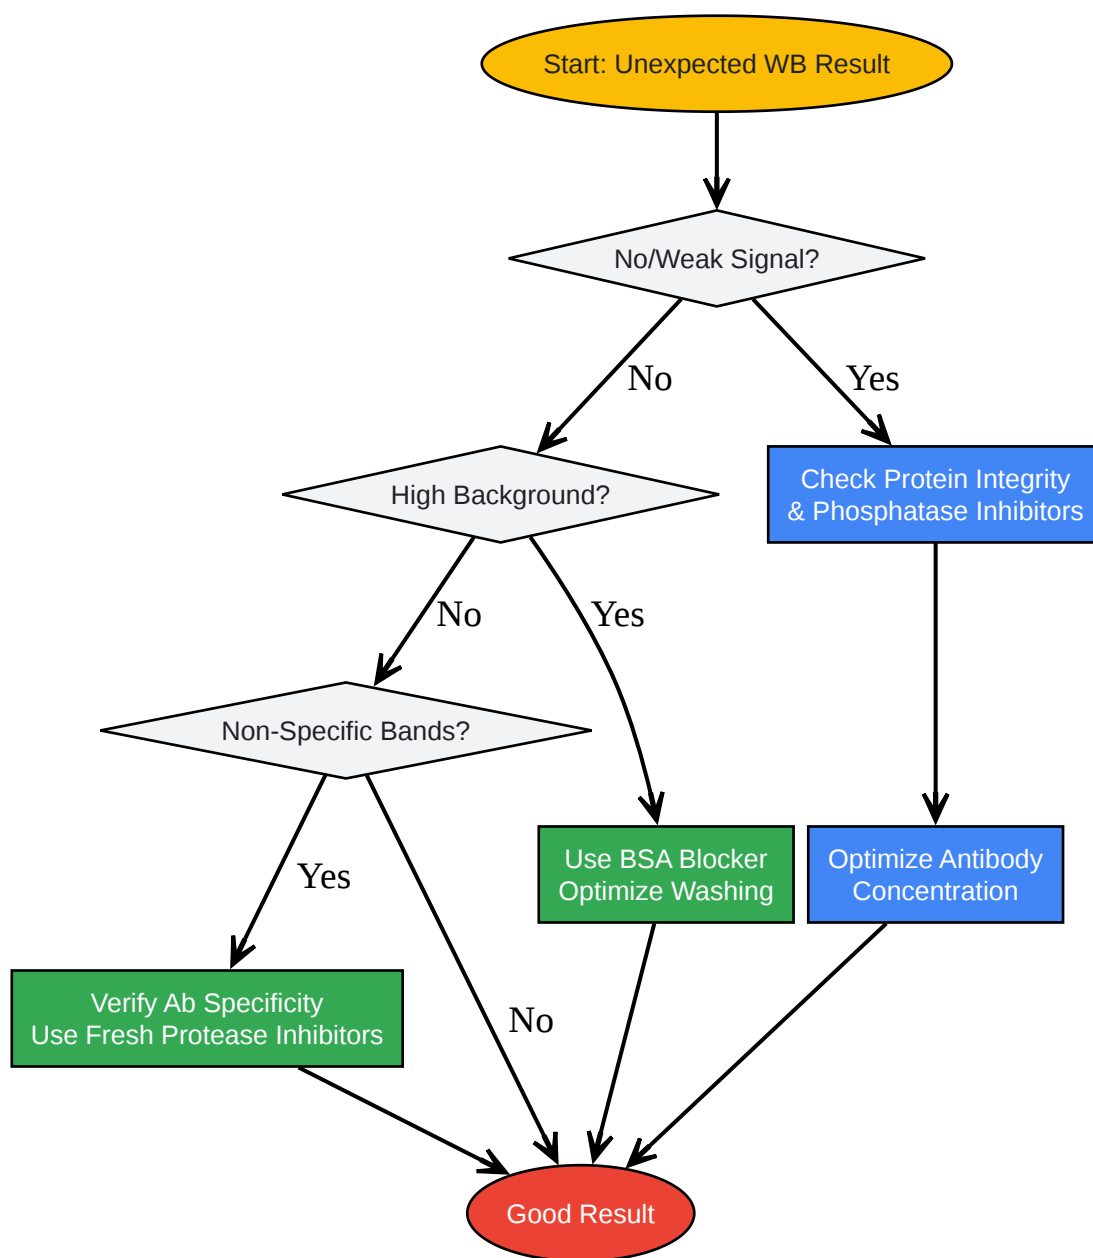 Start: Unexpected WB Result
No/Weak Signal?
No
Yes
High Background?
Check Protein Integrity
& Phosphatase Inhibitors
No
Yes
Non-Specific Bands?
Use BSA Blocker
Optimize Washing
Optimize Antibody
Concentration
Yes
Verify Ab Specificity
Use Fresh Protease Inhibitors
No
Good Result